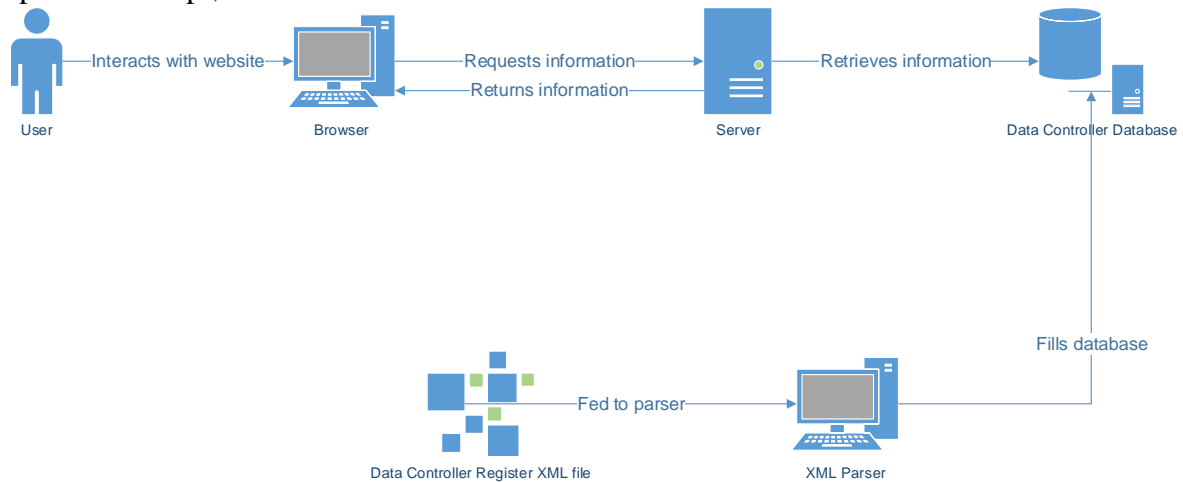 Interacts with website
Requests information
Retrieves information
Returns information
User
Browser
Server
Data Controller Database
Fills database
Fed to parser
Data Controller Register XML file
XML Parser